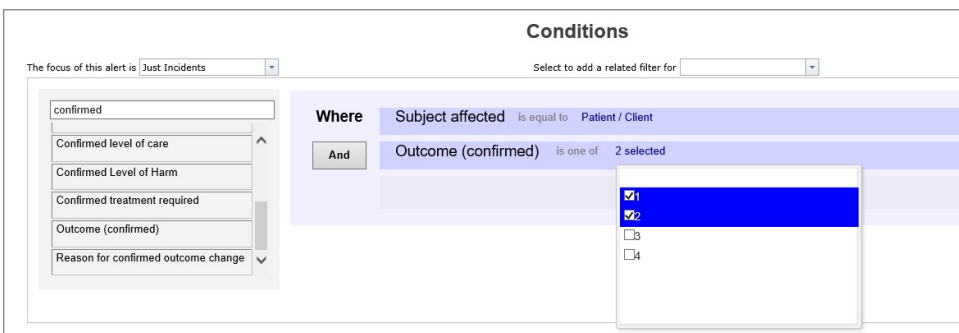 Conditions
The focus of this alert is Just Incidents
Select to add a related filter for
confirmed
Confirmed level of care
Confirmed Level of Harm
Confirmed treatment required
Outcome (confirmed)
Reason for confirmed outcome change
Where Subject affected is equal to Patient / Client
And Outcome (confirmed) is one of 2 selected
1
2
3
4